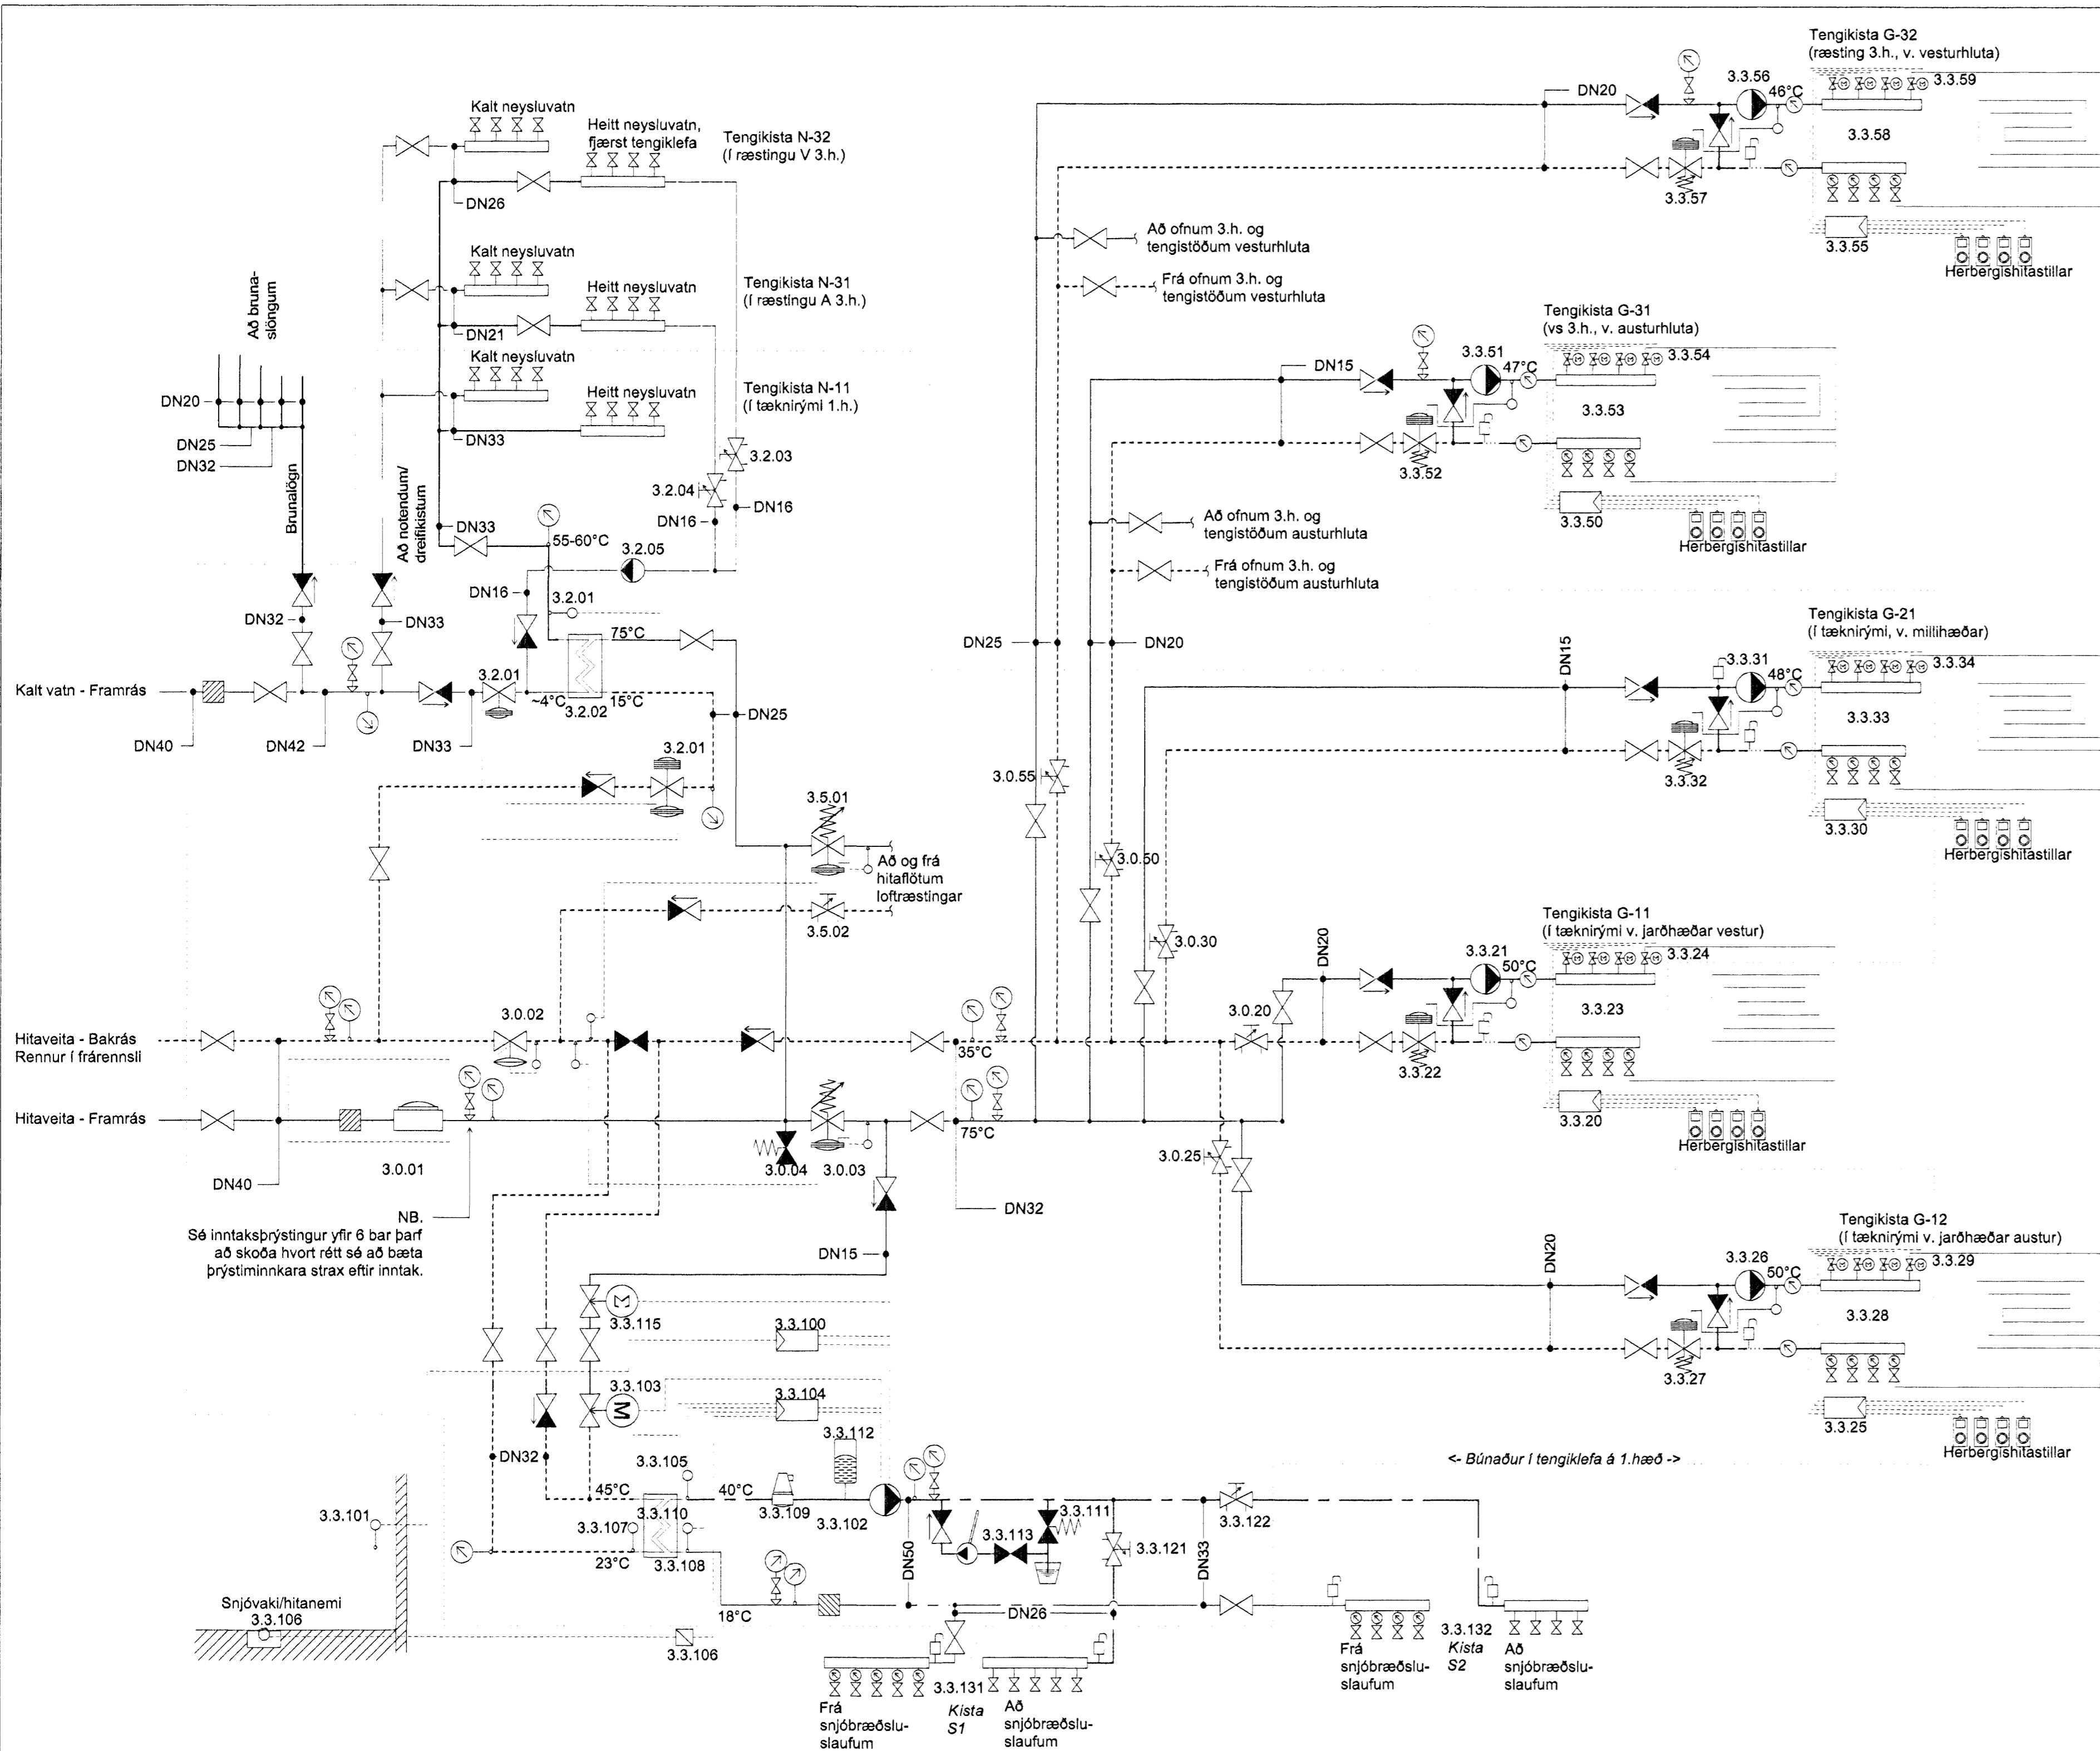 Kalt neysluvatn
Heitt neysluvatn,
fjærst tengiklefa
Tengikista N-32
(í ræstingu V 3.h.)
DN26
Kalt neysluvatn
Heitt neysluvatn
Tengikista N-31
(í ræstingu A 3.h.)
DN21
Kalt neysluvatn
Heitt neysluvatn
Tengikista N-11
(í tæknirými 1.h.)
DN33
Að bruna-
slöngum
DN20
DN25
DN32
Brunalögn
Að notendum/
dreifikistum
3.2.03
3.2.04
DN16
DN16
DN33
55-60°C
3.2.05
DN16
3.2.01
DN32
DN33
75°C
Kalt vatn - Framrás
3.2.01
~4°C
3.2.02
15°C
DN25
DN40
DN42
DN33
3.2.01
3.5.01
Að og frá
hitaflötum
loftræstingar
3.5.02
Hitaveita - Bakrás
Rennur í frárennsli
3.0.02
35°C
Hitaveita - Framrás
75°C
3.0.01
3.0.04
3.0.03
DN40
DN32
NB.
Sé inntaksþrýstingur yfir 6 bar þarf
að skoða hvort rétt sé að bæta
þrýstiminnkara strax eftir inntak.
DN15
Σ
3.3.115
3.3.100
3.3.103
M
3.3.104
3.3.112
DN32
3.3.105
45°C
40°C
3.3.101
3.3.107
3.3.110
3.3.109
3.3.102
3.3.111
3.3.113
3.3.122
3.3.121
23°C
3.3.108
DN50
DN33
Snjóvaki/hitanemi
3.3.106
18°C
DN26
3.3.106
3.3.131
Frá
snjóbræðslu-
slaufum
Kista
S1
Að
snjóbræðslu-
slaufum
3.3.132
Frá
snjóbræðslu-
slaufum
Kista
S2
Að
snjóbræðslu-
slaufum
<- Búnaður í tengiklefa á 1.hæð ->
Tengikista G-32
(ræsting 3.h., v. vesturhluta)
DN20
3.3.56
46°C
3.3.59
3.3.58
3.3.57
3.3.55
Herbergishitastillar
Að ofnum 3.h. og
tengistöðum vesturhluta
Frá ofnum 3.h. og
tengistöðum vesturhluta
Tengikista G-31
(vs 3.h., v. austurhluta)
DN15
3.3.51
47°C
3.3.54
3.3.53
3.3.52
3.3.50
Herbergishitastillar
Að ofnum 3.h. og
tengistöðum austurhluta
Frá ofnum 3.h. og
tengistöðum austurhluta
DN25
DN20
Tengikista G-21
(í tæknirými, v. millihæðar)
DN15
3.3.31
48°C
3.3.34
3.3.33
3.3.32
3.3.30
Herbergishitastillar
3.0.55
3.0.50
3.0.30
Tengikista G-11
(í tæknirými v. jarðhæðar vestur)
DN20
3.0.20
3.3.21
50°C
3.3.24
3.3.23
3.3.22
3.3.20
Herbergishitastillar
3.0.25
Tengikista G-12
(í tæknirými v. jarðhæðar austur)
DN20
3.3.26
50°C
3.3.29
3.3.28
3.3.27
3.3.25
Herbergishitastillar